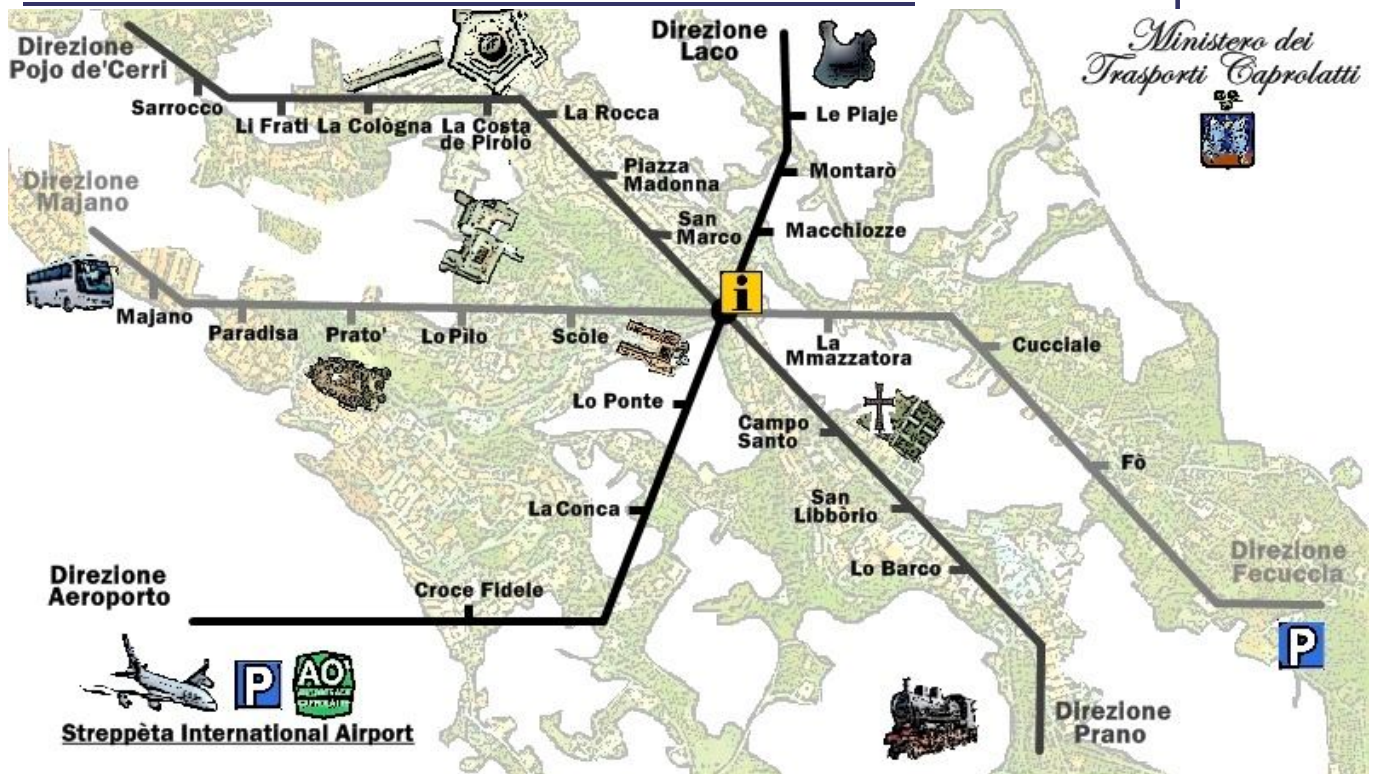 Direzione
Pojo de'Cerri
Sarrocco
Li Frati
La Cològna
La Costa
de Piròlo
La Rocca
Piazza
Madonna
San
Marco
Direzione
Laco
Le Piaje
Montarò
Macchiozze
Ministero dei
Trasporti Caprolatti
Direzione
Majano
Majano
Paradisa
Prato'
Lo Pilo
Scòle
i
La
Mmazzatora
Cucciale
Fò
Direzione
Fecuccia
P
Lo Ponte
La Conca
Croce Fidele
Campo
Santo
San
Libbòrio
Lo Barco
Direzione
Prano
Direzione
Aeroporto
P
AO
Streppèta International Airport